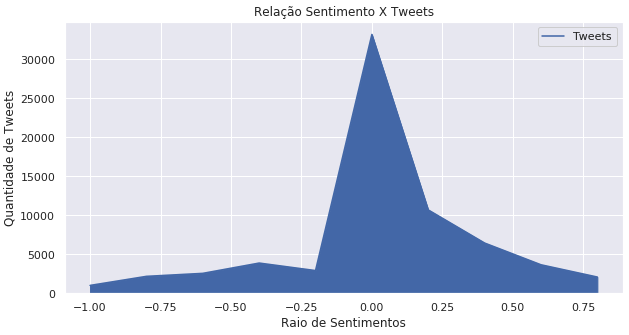 Relação Sentimento X Tweets
Tweets
Quantidade de Tweets
30000
25000
20000
15000
10000
5000
0
−1.00 −0.75 −0.50 −0.25 0.00 0.25 0.50 0.75
Raio de Sentimentos